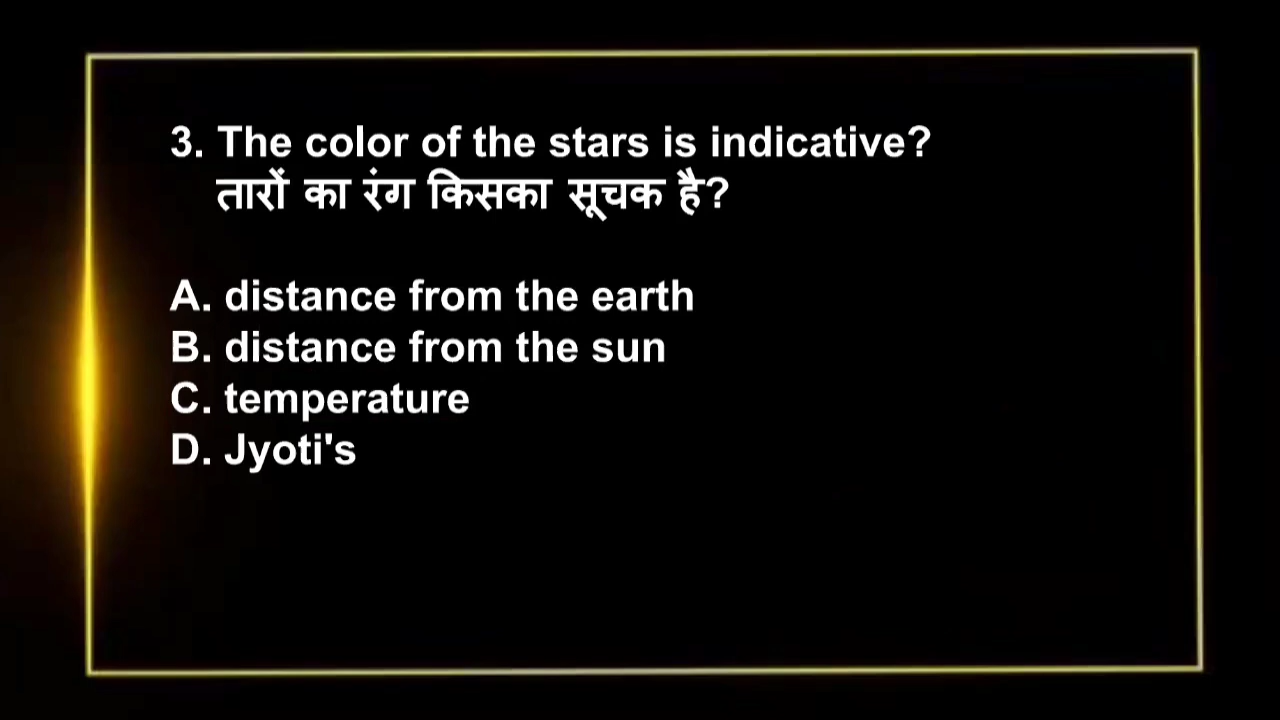 3. The color of the stars is indicative?
तारों का रंग किसका सूचक है?
A. distance from the earth
B. distance from the sun
C. temperature
D. Jyoti's